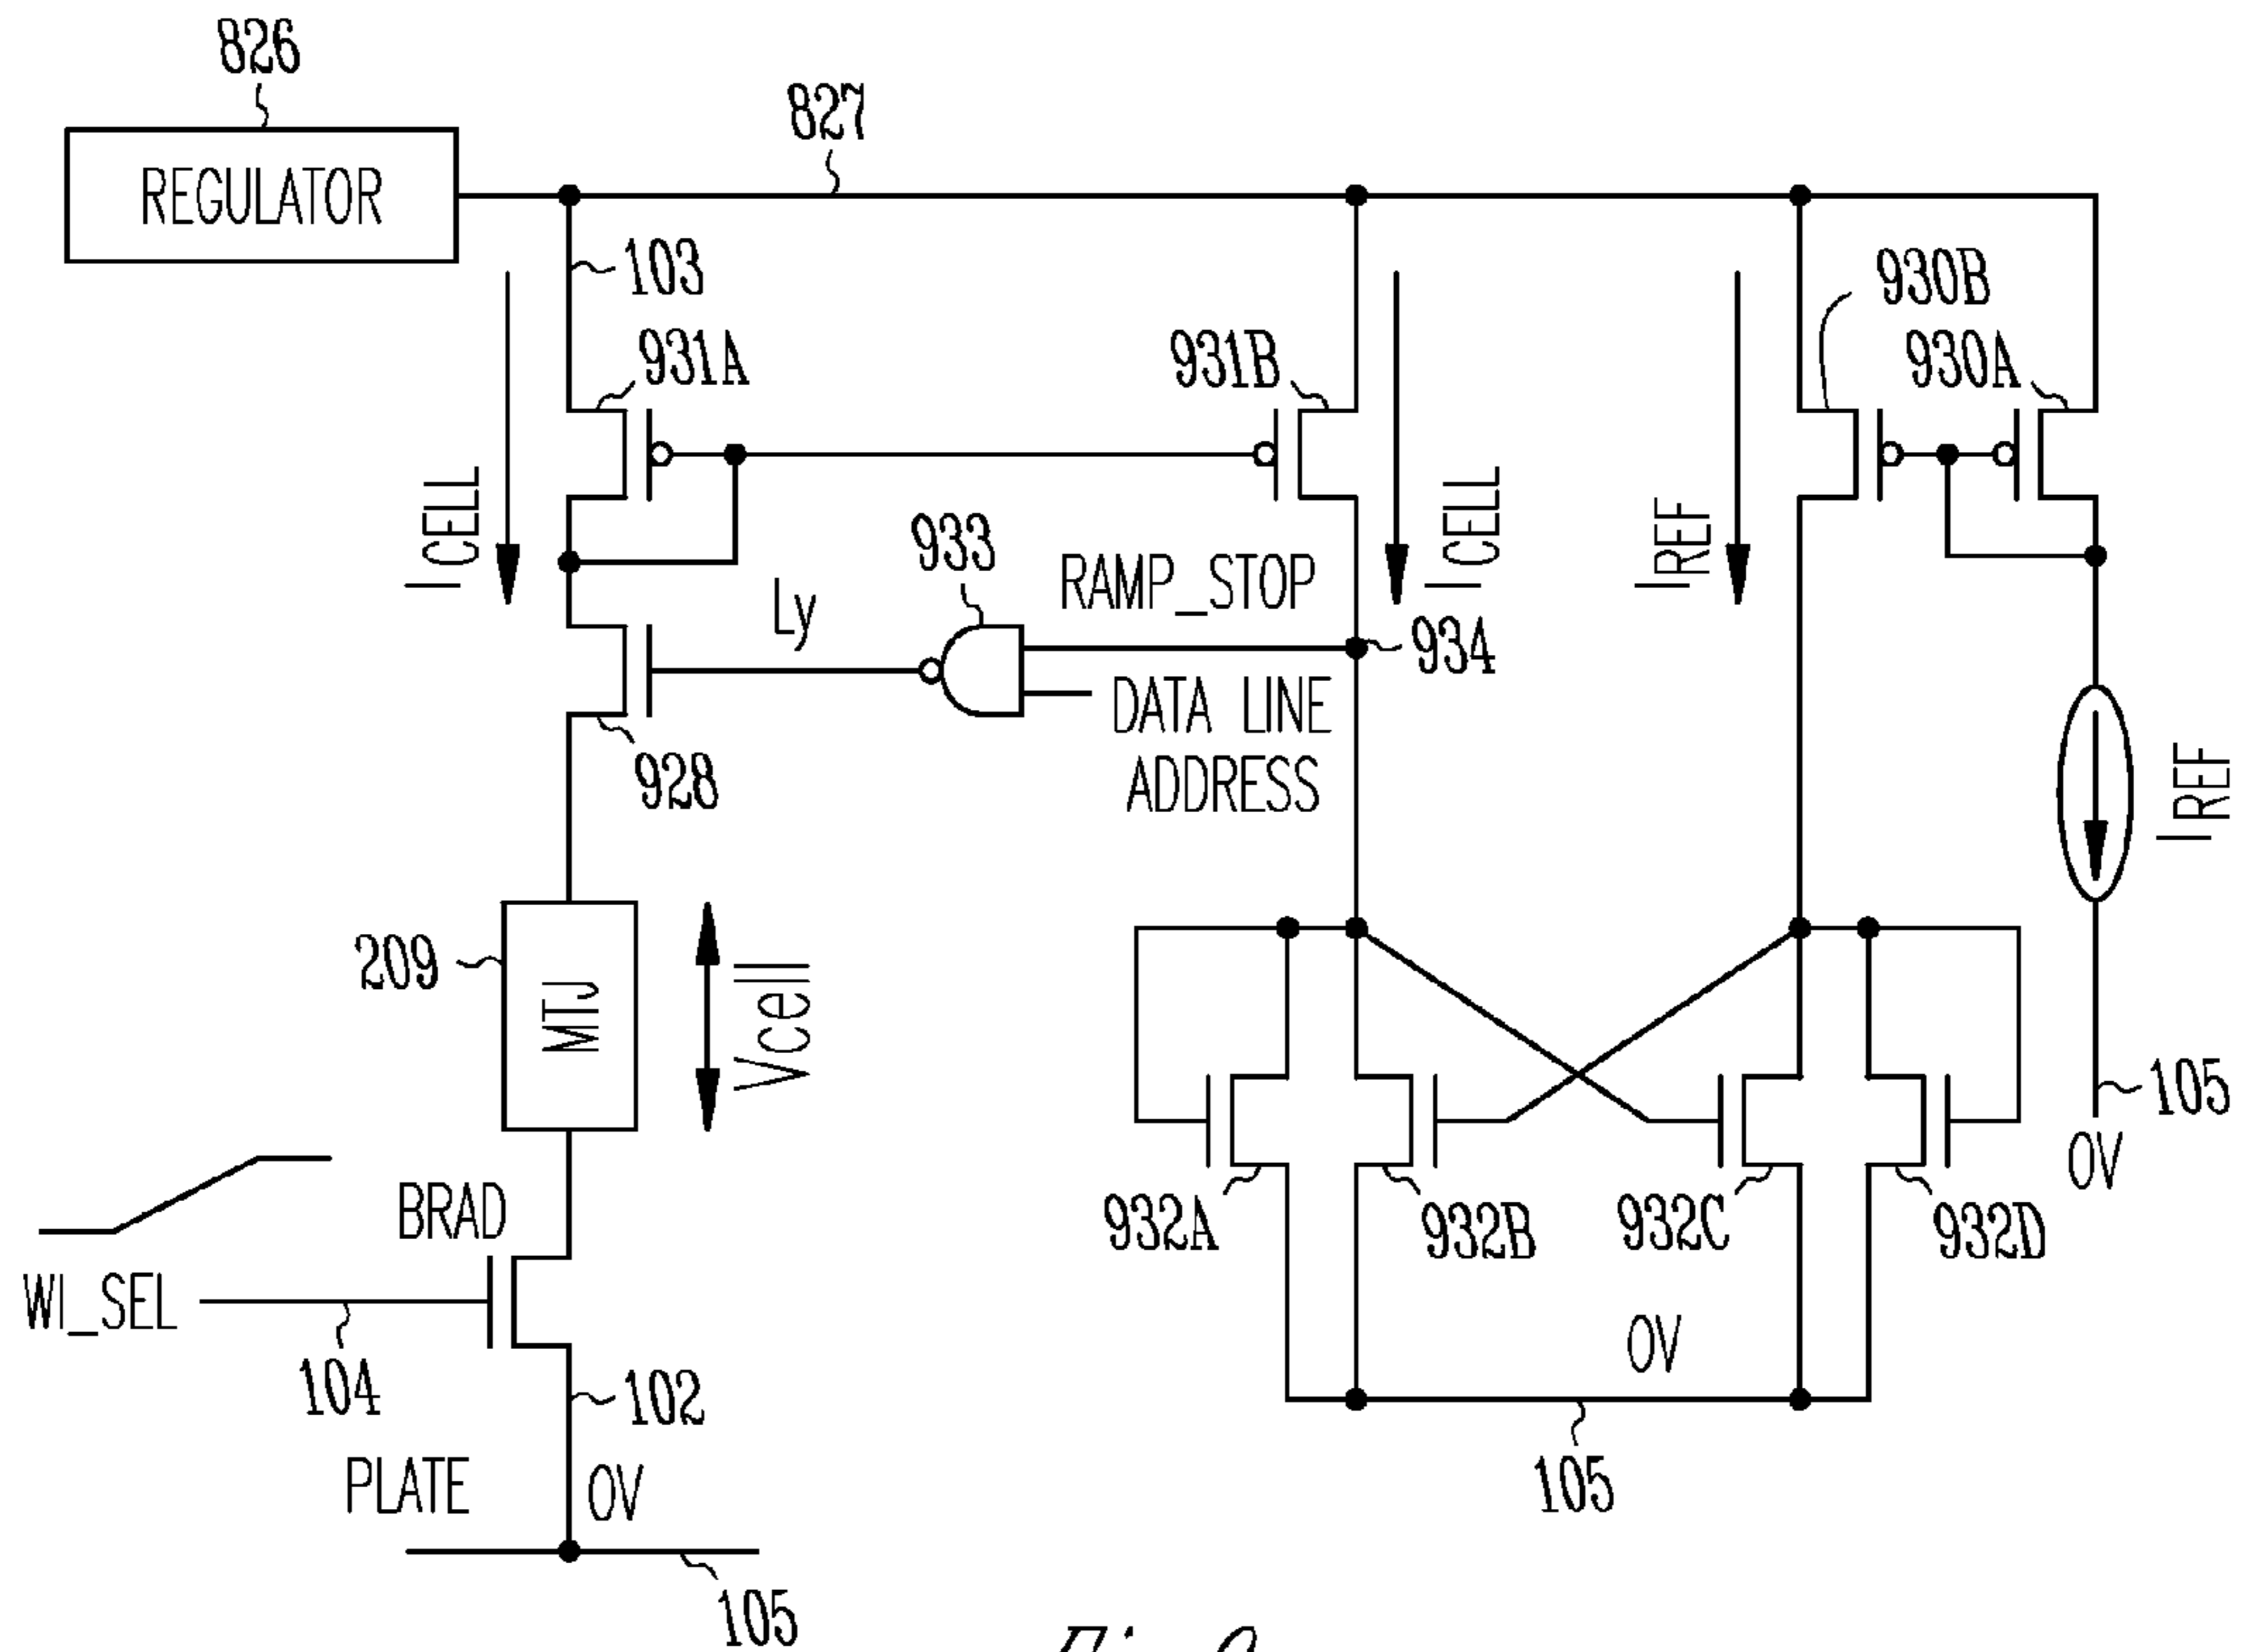 826
827
REGULATOR
103
930B
931A
931B
930A
ICELL
933
RAMP_STOP
ICELL
IREF
Ly
934
DATA LINE
ADDRESS
928
IREF
209
MTJ
Vcell
105
0V
BRAD
932A
932B
932C
932D
WI_SEL
104
102
0V
PLATE
0V
105
105